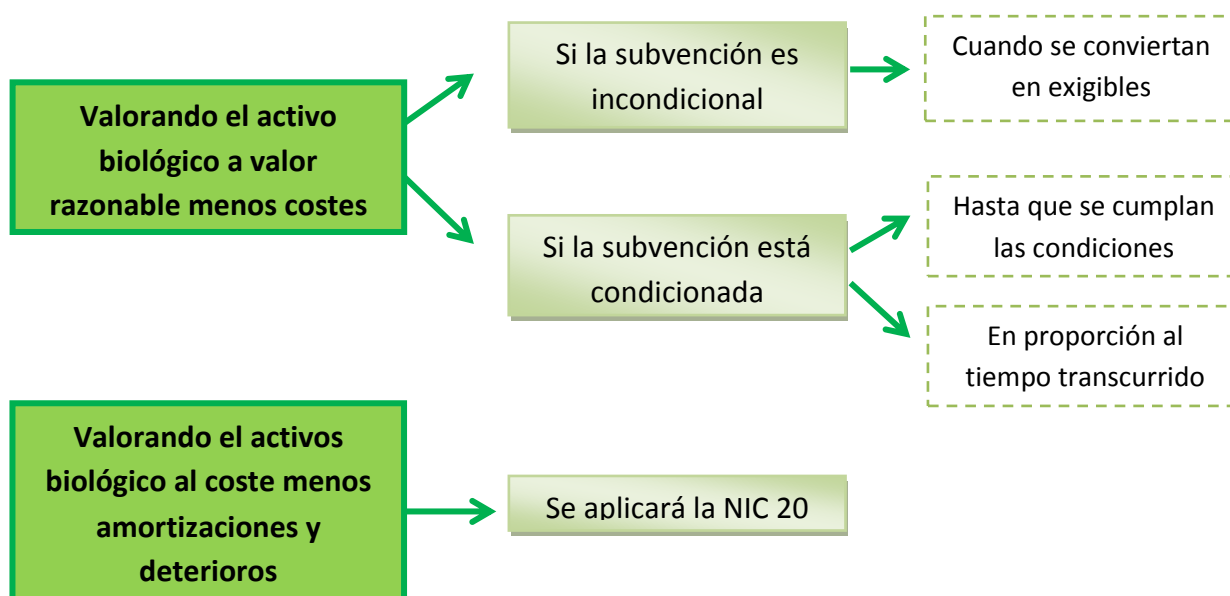 Valorando el activo
biológico a valor
razonable menos costes
Si la subvención es
incondicional
Cuando se conviertan
en exigibles
Si la subvención está
condicionada
Hasta que se cumplan
las condiciones
En proporción al
tiempo transcurrido
Valorando el activos
biológico al coste menos
amortizaciones y
deterioros
Se aplicará la NIC 20